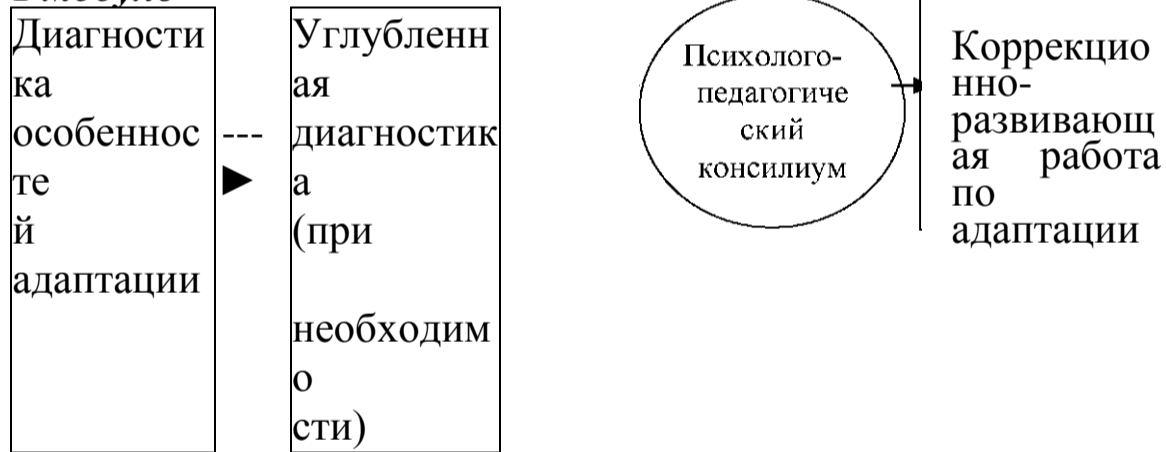 Диагности
ка
особеннос
те
й
адаптации
---
►
Углубленн
ая
диагностик
а
(при
необходим
о
сти)
Психолого-
педагогиче
ский
консилиум
Коррекцио
нно-
развивающ
ая работа
по
адаптации